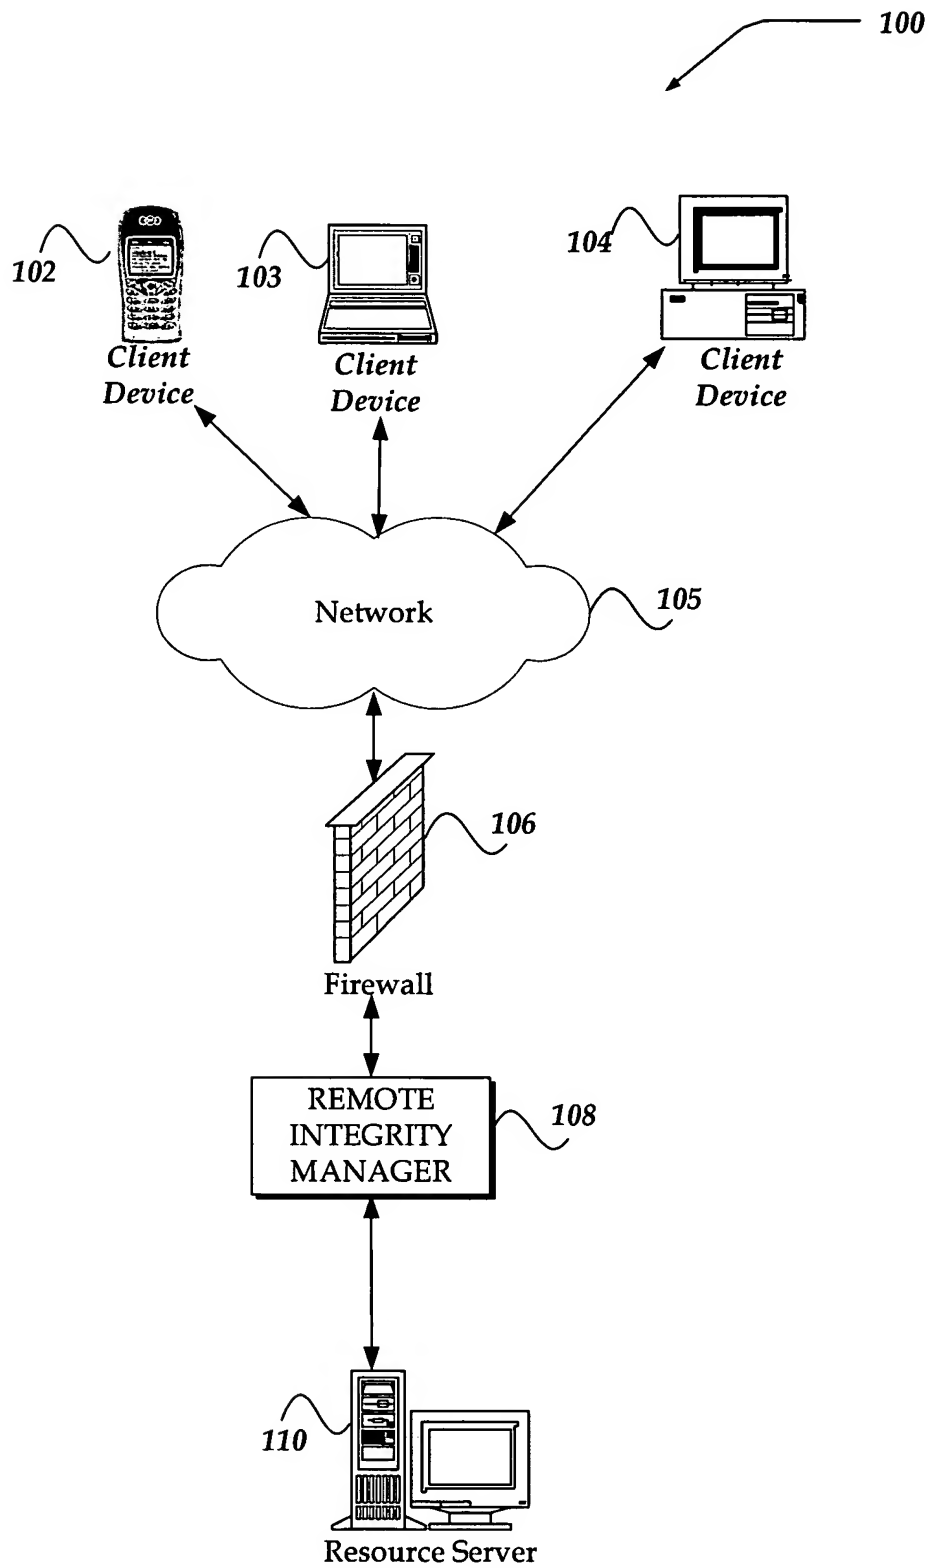 100
102
103
104
Client
Device
Client
Device
Client
Device
Network
105
106
Firewall
REMOTE
INTEGRITY
MANAGER
108
110
Resource Server